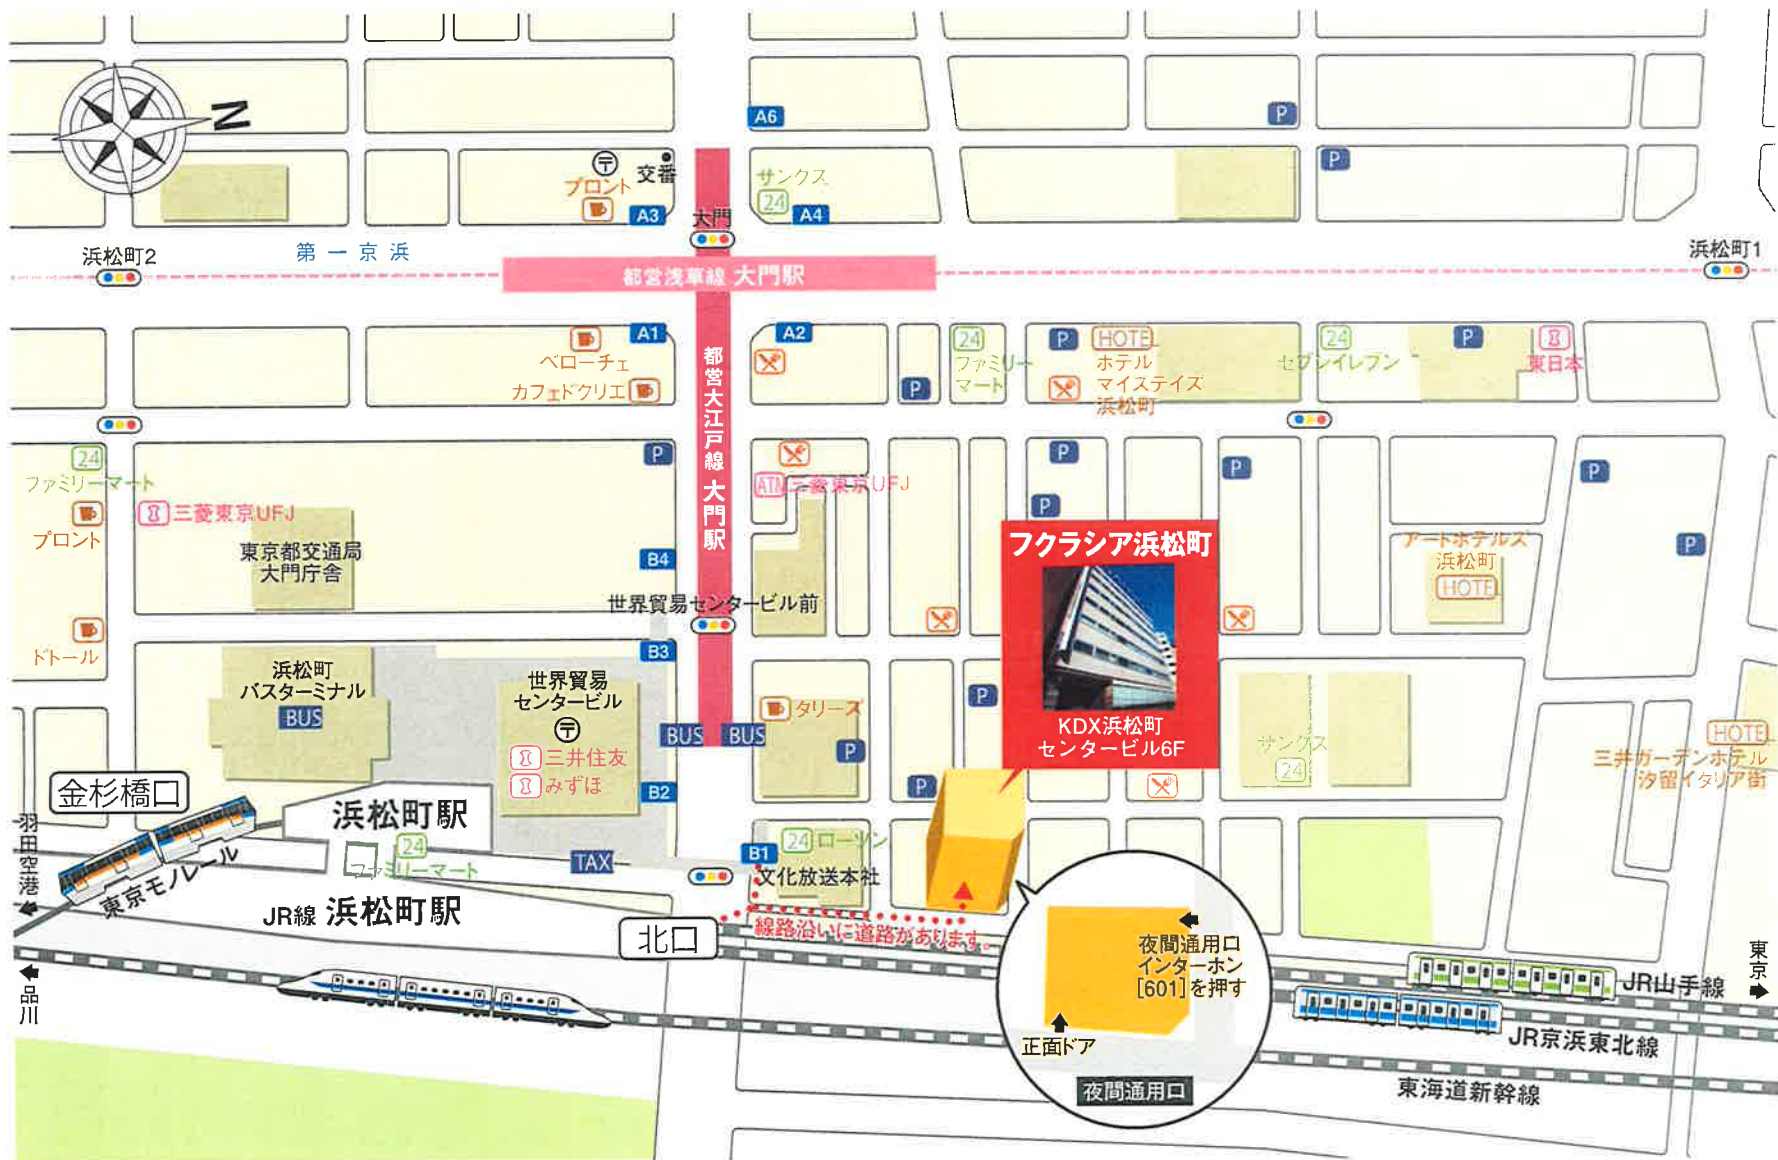 N
A6
P
P
〒
交番
プロント
A3
サンクス
24
A4
大門
浜松町2
第一京浜
浜松町1
都営浅草線 大門駅
A1
ベローチェ
カフェドクリエ
A2
P
24
ファミリー
マート
P
HOTEL
ホテル
マイステイズ
浜松町
24
セブンイレブン
P
東日本
都営大江戸線 大門駅
24
ファミリーマート
プロント
三菱東京UFJ
東京都交通局
大門庁舎
P
ATM三菱東京UFJ
P
P
P
P
P
B4
フクラシア浜松町
KDX浜松町
センタービル6F
アートホテルズ
浜松町
HOTEL
世界貿易センタービル前
ドトール
B3
浜松町
バスターミナル
BUS
世界貿易
センタービル
〒
三井住友
みずほ
BUS
BUS
タリーズ
P
P
P
サンクス
24
HOTEL
三井ガーデンホテル
汐留イタリア街
B2
金杉橋口
羽田空港
浜松町駅
24
ファミリーマート
東京モノレール
TAX
B1
24
ローソン
文化放送本社
JR線 浜松町駅
北口
線路沿いに道路があります。
夜間通用口
インターホン
[601]を押す
正面ドア
夜間通用口
品川
東京
JR山手線
JR京浜東北線
東海道新幹線